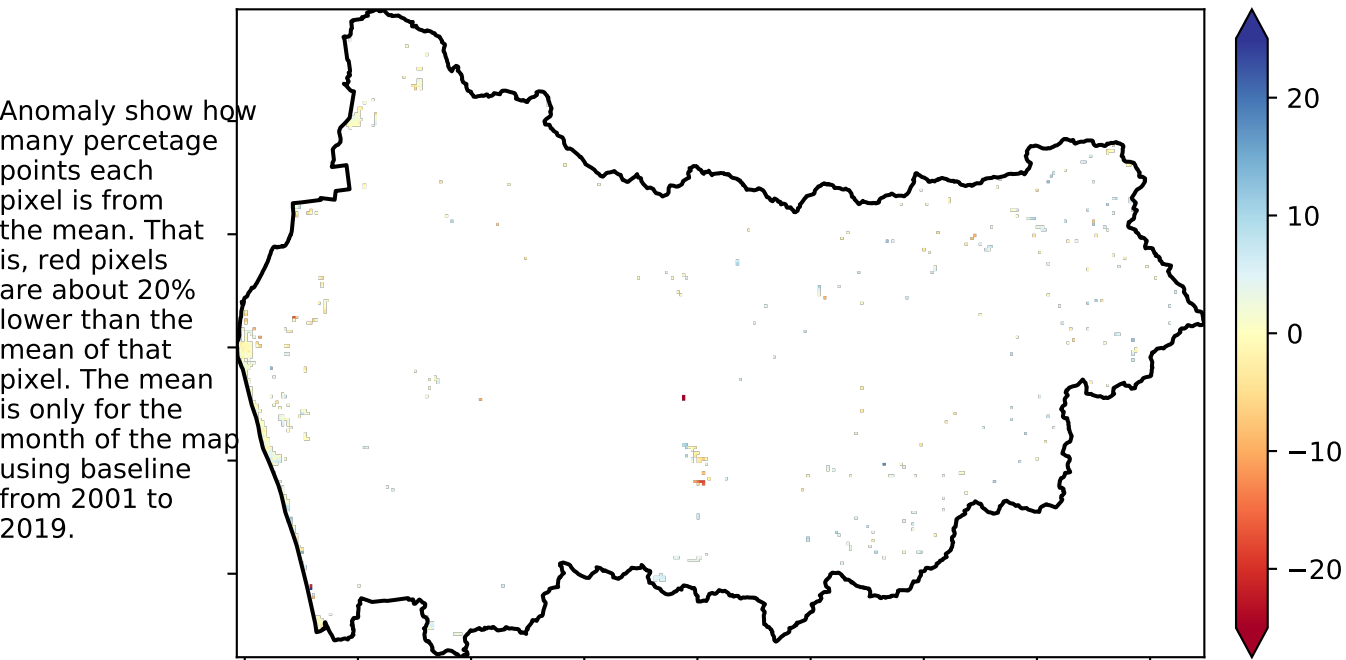 Anomaly show how
many percetage
points each
pixel is from
the mean. That
is, red pixels
are about 20%
lower than the
mean of that
pixel. The mean
is only for the
month of the map
using baseline
from 2001 to
2019.
20
10
0
−10
−20